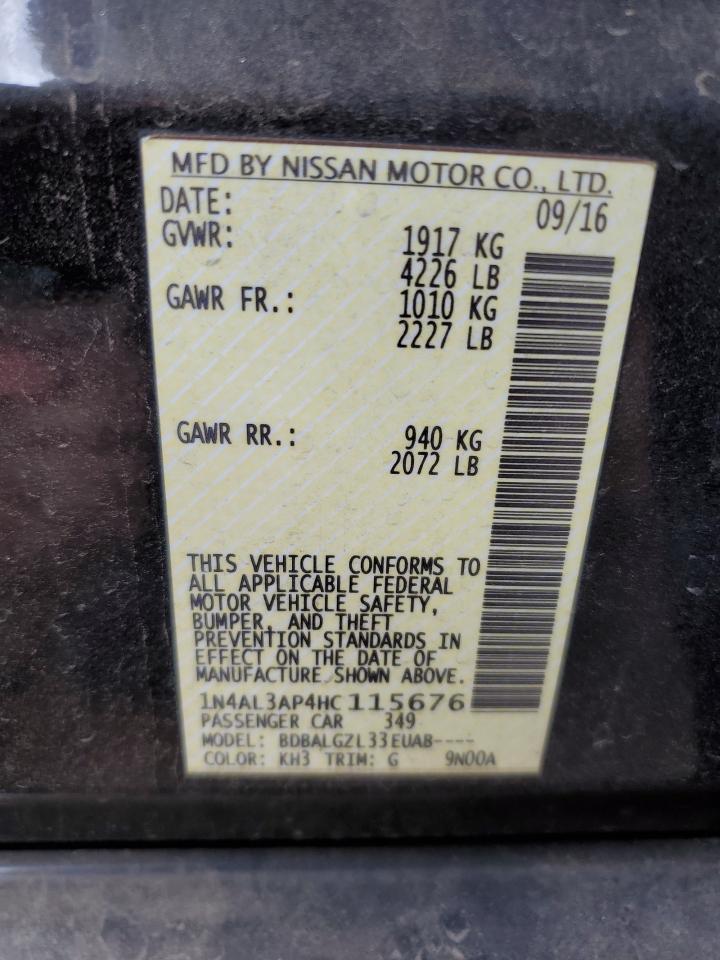 MFD BY NISSAN MOTOR CO., LTD.
DATE: 09/16
GVWR: 1917 KG
4226 LB
GAWR FR.: 1010 KG
2227 LB
GAWR RR.: 940 KG
2072 LB
THIS VEHICLE CONFORMS TO
ALL APPLICABLE FEDERAL
MOTOR VEHICLE SAFETY,
BUMPER, AND THEFT
PREVENTION STANDARDS IN
EFFECT ON THE DATE OF
MANUFACTURE SHOWN ABOVE.
1N4AL3AP4HC115676
PASSENGER CAR 349
MODEL: BDBALGZL33EUAB----
COLOR: KH3 TRIM: G 9N00A